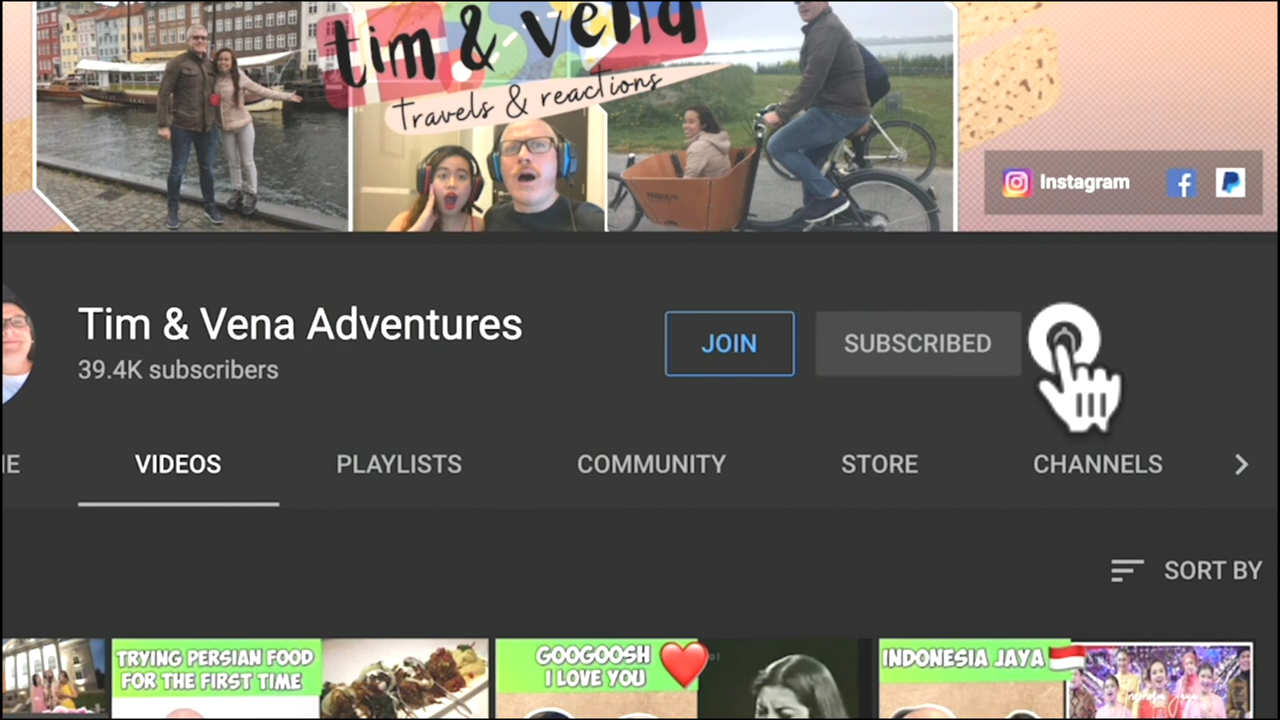 tim & vena
Travels & reactions
Instagram
Tim & Vena Adventures
39.4K subscribers
JOIN
SUBSCRIBED
VIDEOS
PLAYLISTS
COMMUNITY
STORE
CHANNELS
SORT BY
TRYING PERSIAN FOOD
FOR THE FIRST TIME
GOOGOOSH
I LOVE YOU
INDONESIA JAYA